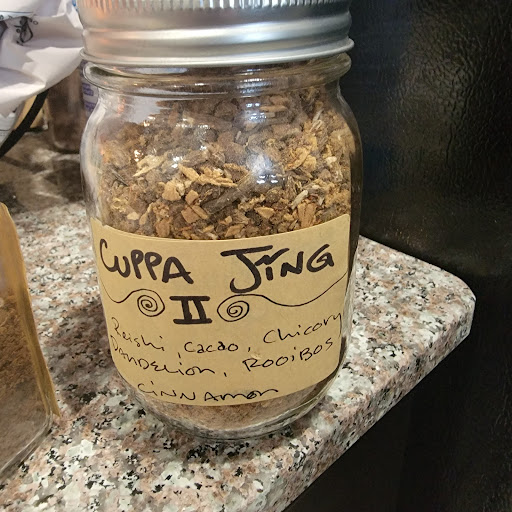 CUPPA JING
II
Reishi, Cacao, Chicory
DANDELION, ROOIBOS
CINNAMON